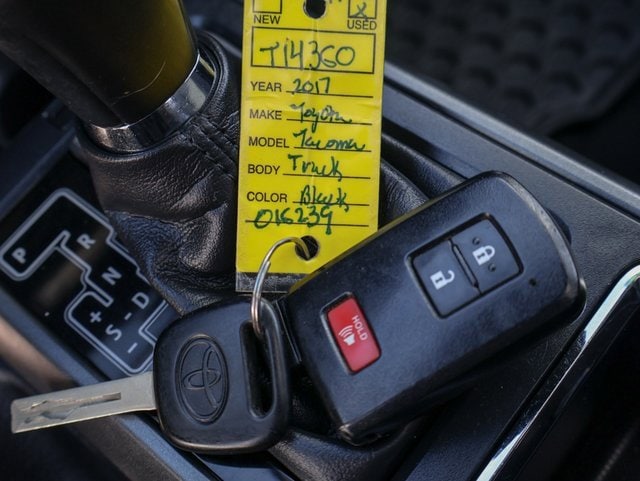 NEW USED
T14360
YEAR 2017
MAKE Toyota
MODEL Tacoma
BODY Truck
COLOR Black
016239
HOLD
P
R
N
D
+
S
-